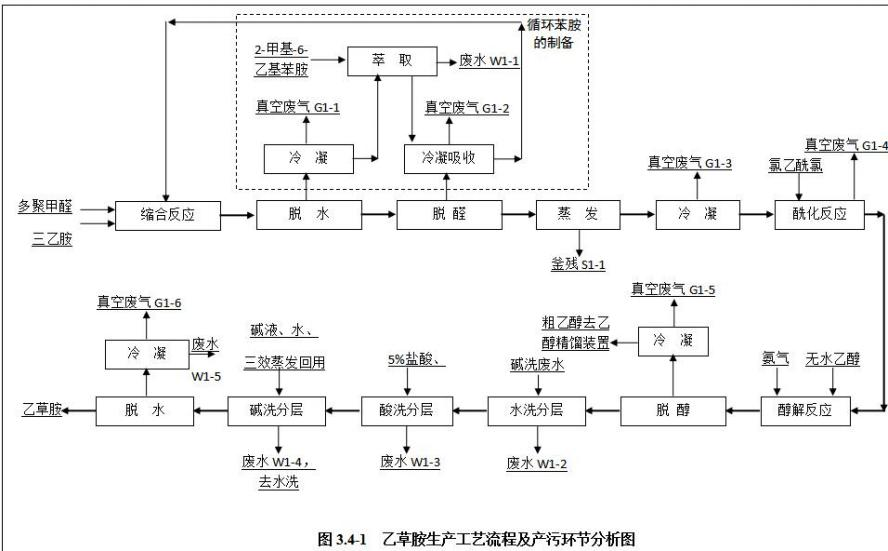 循环苯胺
的制备
2-甲基-6-
乙基苯胺
萃 取
废水 W1-1
真空废气 G1-1
真空废气 G1-2
冷 凝
冷凝吸收
真空废气 G1-3
真空废气 G1-4
氯乙酰氯
多聚甲醛
三乙胺
缩合反应
脱 水
脱 醛
蒸 发
冷 凝
酰化反应
釜残 S1-1
真空废气 G1-6
冷 凝
废水
W1-5
碱液、水、
三效蒸发回用
5%盐酸、
碱洗废水
真空废气 G1-5
粗乙醇去乙
醇精馏装置
冷 凝
氨气
无水乙醇
乙草胺
脱 水
碱洗分层
酸洗分层
水洗分层
脱 醇
醇解反应
废水 W1-4，
去水洗
废水 W1-3
废水 W1-2
图 3.4-1 乙草胺生产工艺流程及产污环节分析图